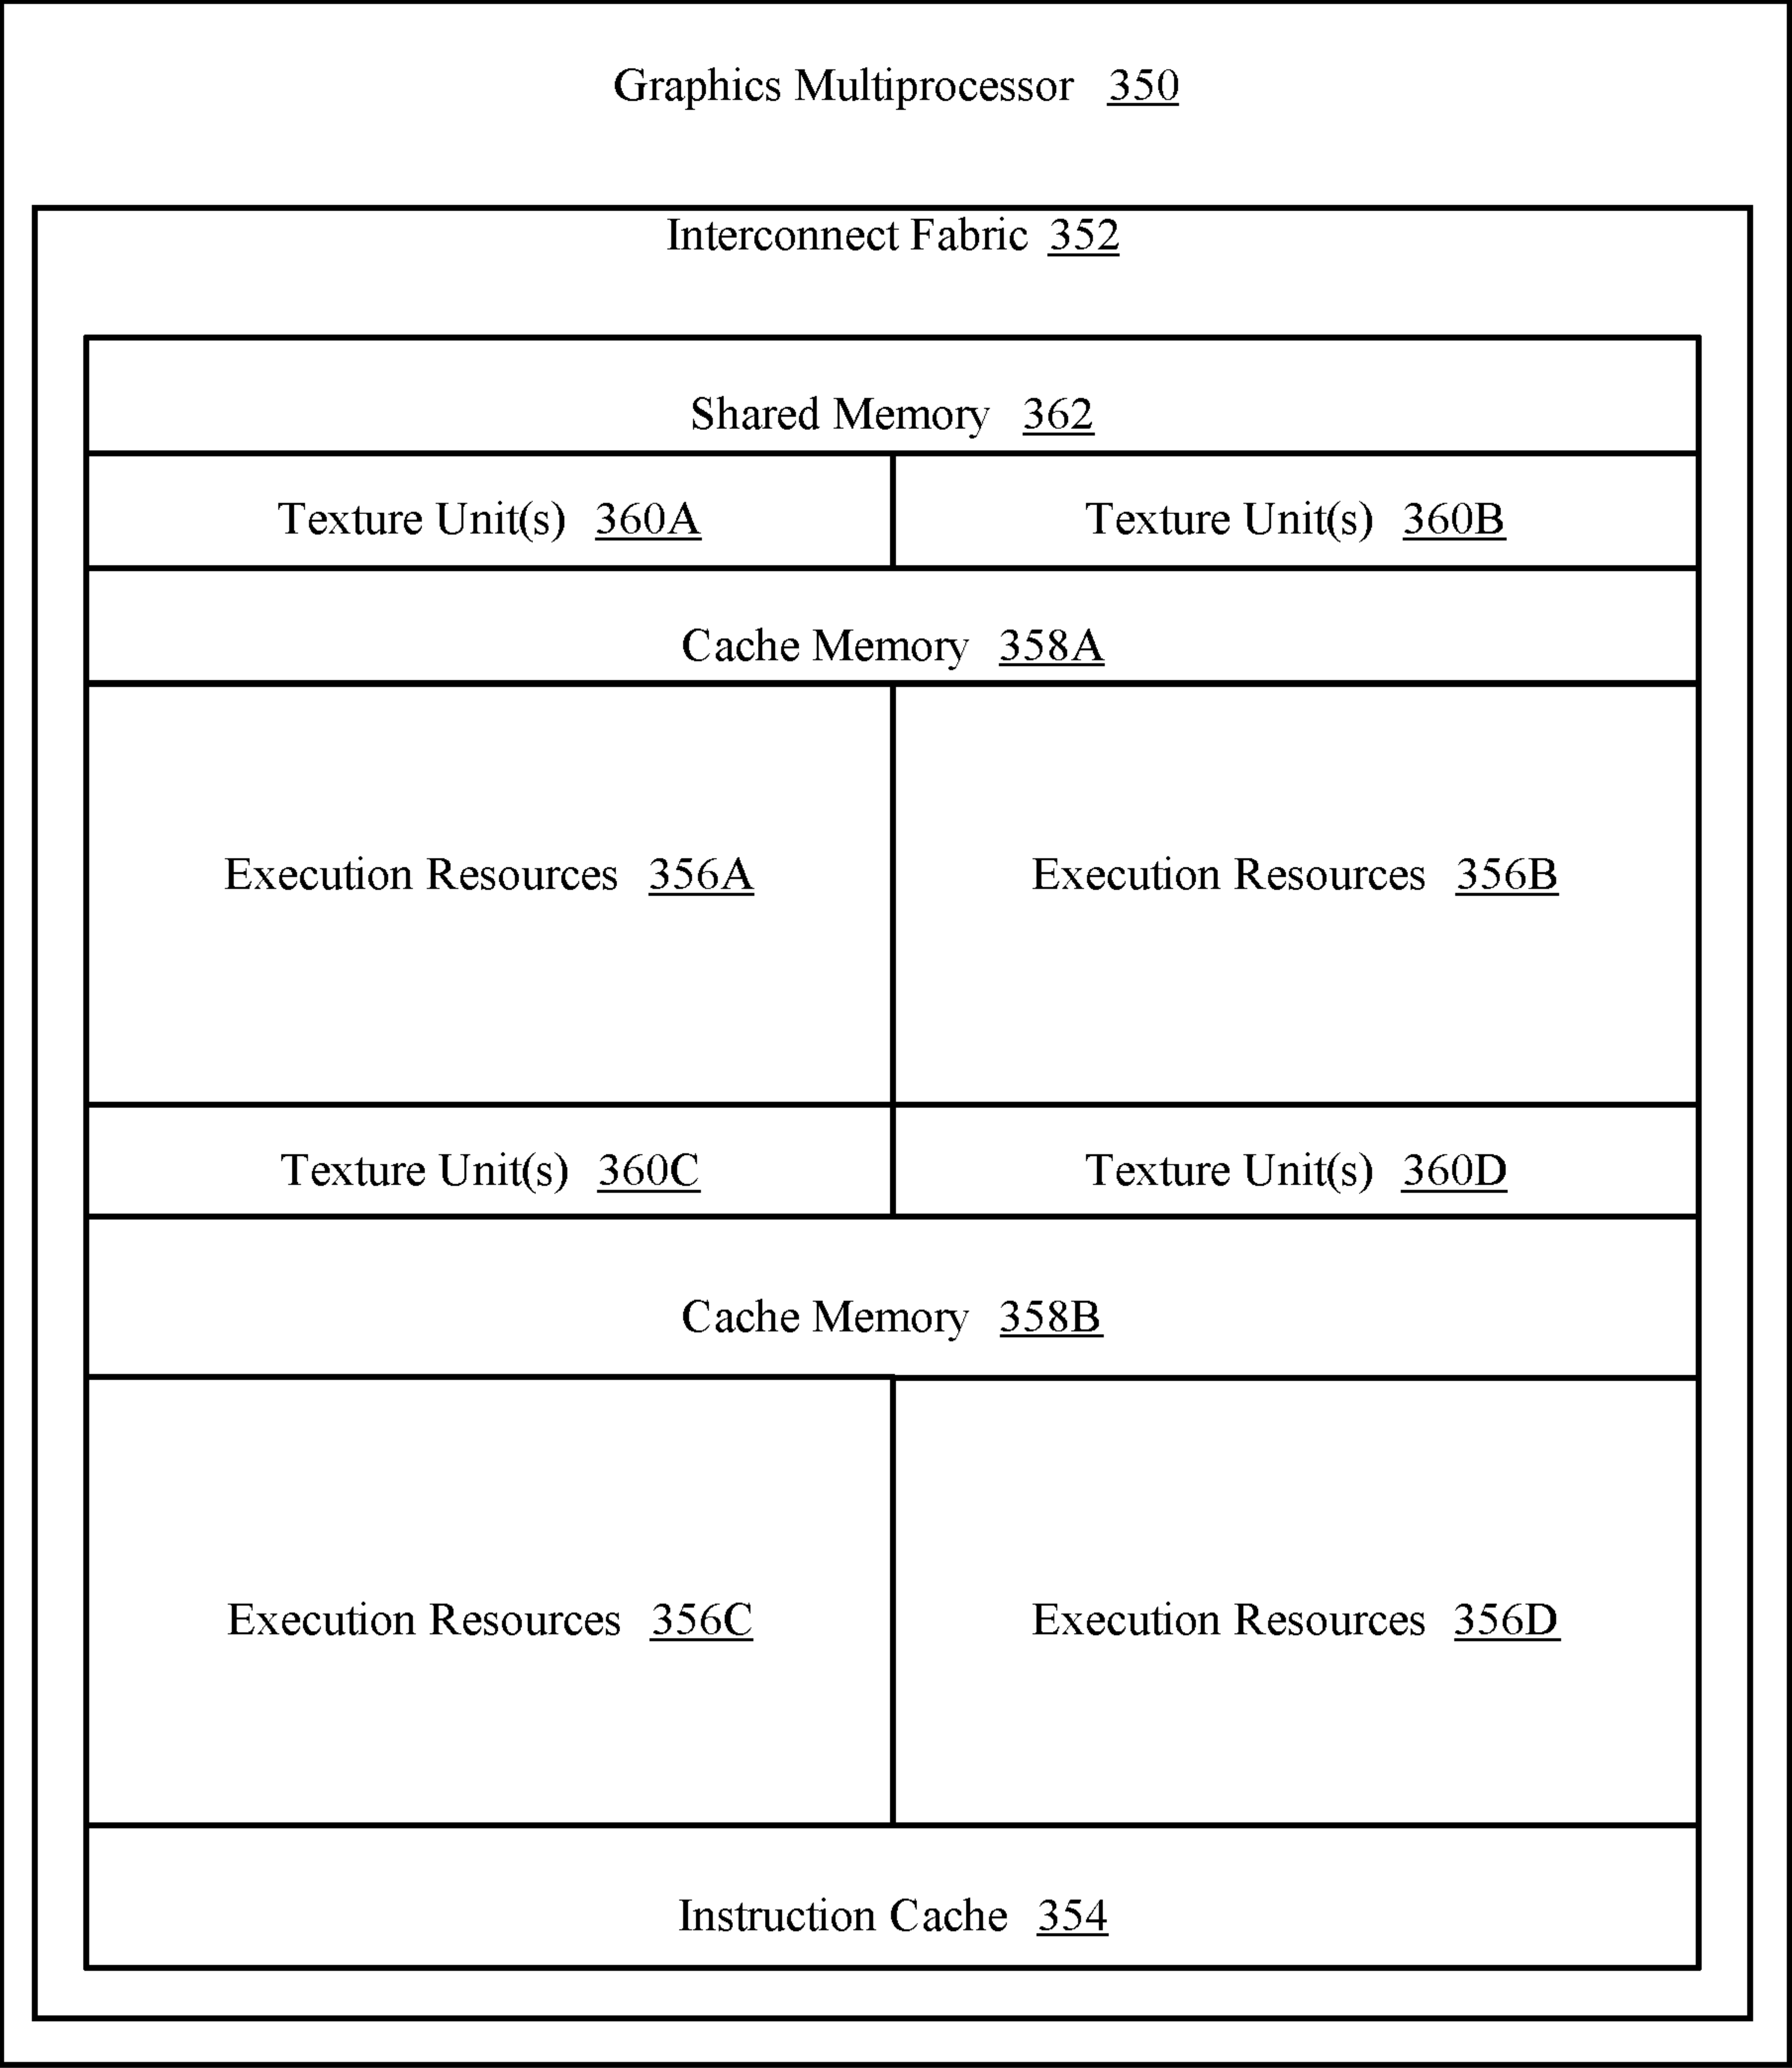 Graphics Multiprocessor 350
Interconnect Fabric 352
Shared Memory 362
Texture Unit(s) 360A
Texture Unit(s) 360B
Cache Memory 358A
Execution Resources 356A
Execution Resources 356B
Texture Unit(s) 360C
Texture Unit(s) 360D
Cache Memory 358B
Execution Resources 356C
Execution Resources 356D
Instruction Cache 354